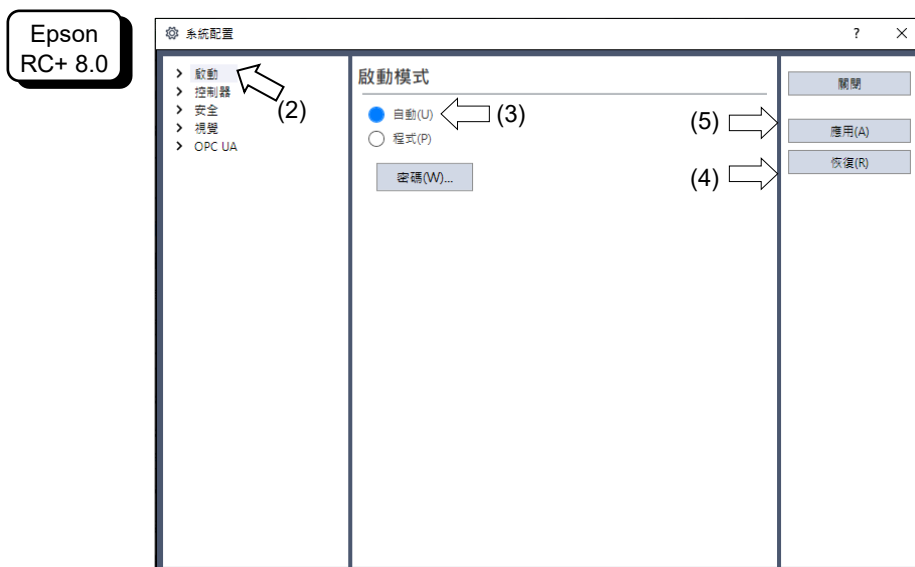 Epson
RC+ 8.0
系統配置
?
啟動
控制器
安全
視覺
OPC UA
(2)
啟動模式
自動(U)
(3)
程式(P)
密碼(W)...
關閉
(5)
應用(A)
(4)
恢復(R)